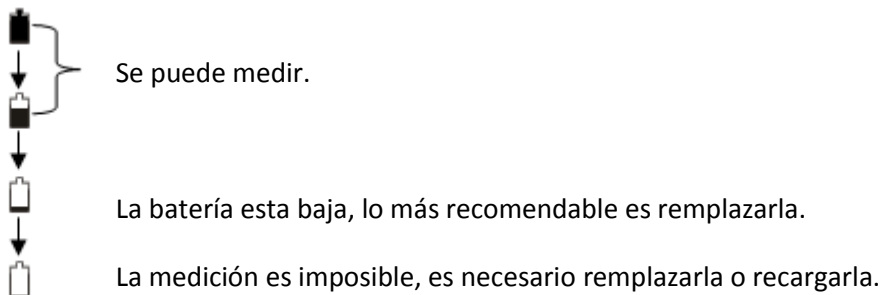 Se puede medir.
La batería esta baja, lo más recomendable es remplazarla.
La medición es imposible, es necesario remplazarla o recargarla.